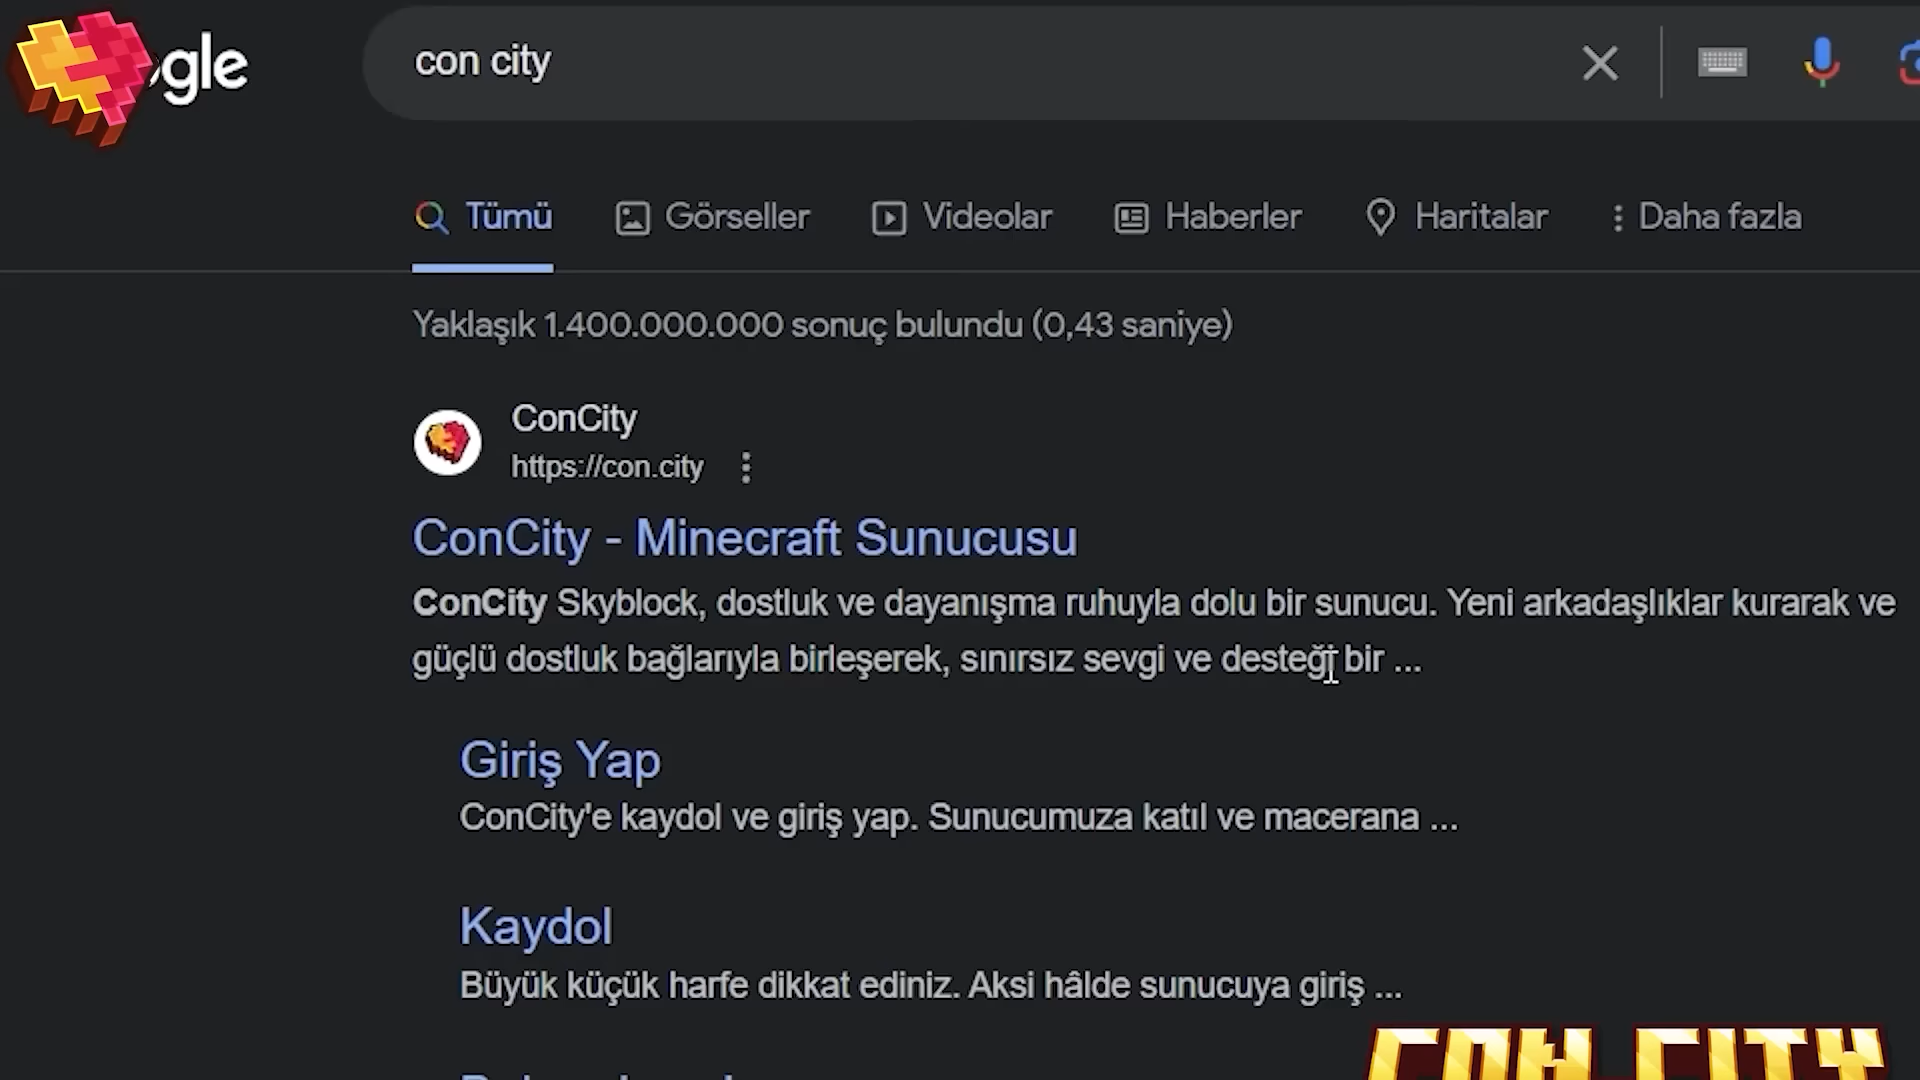 gle
con city
Tümü Görseller Videolar Haberler Haritalar Daha fazla
Yaklaşık 1.400.000.000 sonuç bulundu (0,43 saniye)
ConCity
https://con.city
ConCity - Minecraft Sunucusu
ConCity Skyblock, dostluk ve dayanışma ruhuyla dolu bir sunucu. Yeni arkadaşlıklar kurarak ve
güçlü dostluk bağlarıyla birleşerek, sınırsız sevgi ve desteği bir ...
Giriş Yap
ConCity'e kaydol ve giriş yap. Sunucumuza katıl ve macerana ...
Kaydol
Büyük küçük harfe dikkat ediniz. Aksi hâlde sunucuya giriş ...
CON CITY